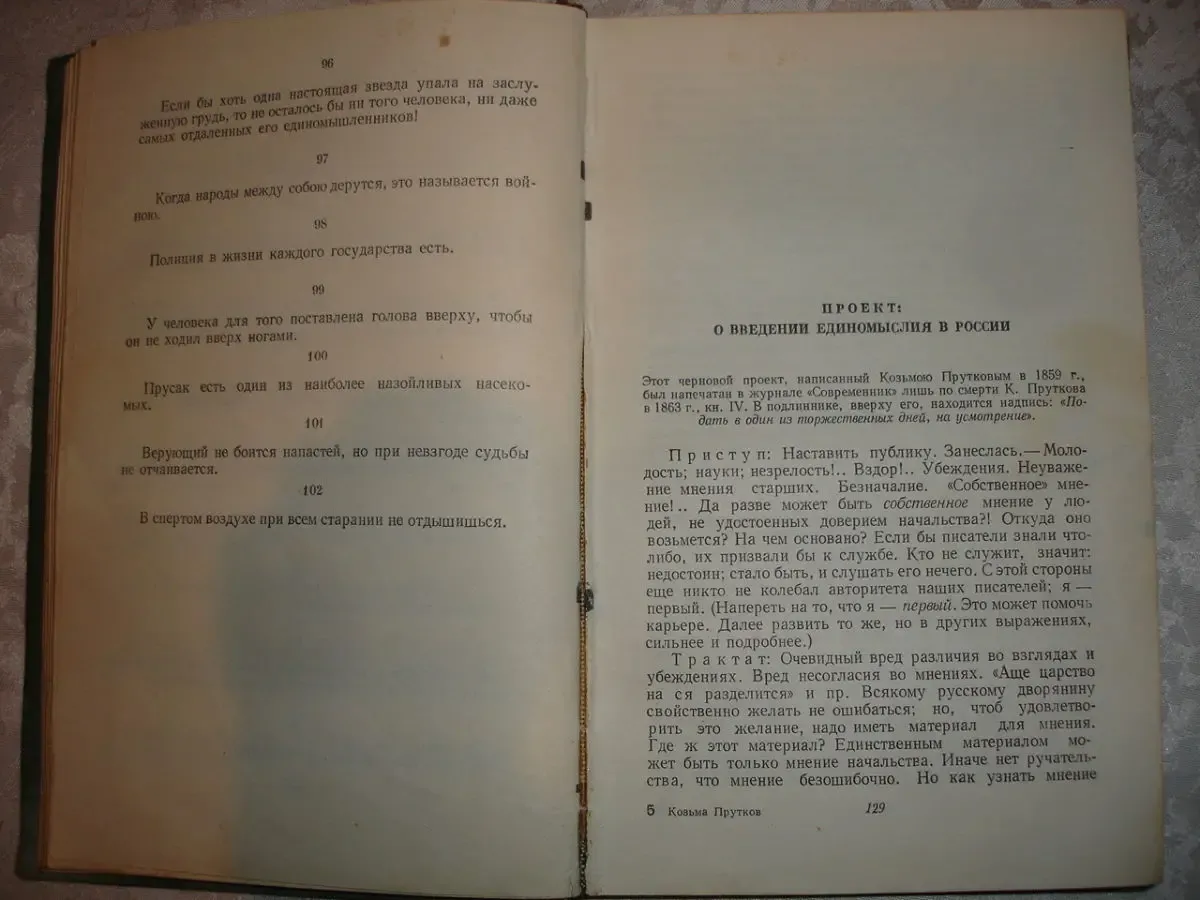 96
Если бы хоть одна настоящая звезда упала на заслу-
женную грудь, то не осталось бы ни того человека, ни даже
самых отдаленных его единомышленников!
97
Когда народы между собою дерутся, это называется вой-
ною.
98
Полиция в жизни каждого государства есть.
99
У человека для того поставлена голова вверху, чтобы
он не ходил вверх ногами.
100
Прусак есть один из наиболее назойливых насеко-
мых.
101
Верующий не боится напастей, но при невзгоде судьбы
не отчаивается.
102
В спертом воздухе при всем старании не отдышишься.
ПРОЕКТ:
О ВВЕДЕНИИ ЕДИНОМЫСЛИЯ В РОССИИ
Этот черновой проект, написанный Козьмою Прутковым в 1859 г.,
был напечатан в журнале «Современник» лишь по смерти К. Пруткова
в 1863 г., кн. IV. В подлиннике, вверху его, находится надпись: «По-
дать в один из торжественных дней, на усмотрение».
Приступ: Наставить публику. Занеслась.— Моло-
дость; науки; незрелость!.. Вздор!.. Убеждения. Неуваже-
ние мнения старших. Безначалие. «Собственное» мне-
ние!.. Да разве может быть собственное мнение у лю-
дей, не удостоенных доверием начальства?! Откуда оно
возьмется? На чем основано? Если бы писатели знали что-
либо, их призвали бы к службе. Кто не служит, значит:
недостоин; стало быть, и слушать его нечего. С этой стороны
еще никто не колебал авторитета наших писателей; я —
первый. (Напереть на то, что я — первый. Это может помочь
карьере. Далее развить то же, но в других выражениях,
сильнее и подробнее.)
Трактат: Очевидный вред различия во взглядах и
убеждениях. Вред несогласия во мнениях. «Аще царство
на ся разделится» и пр. Всякому русскому дворянину
свойственно желать не ошибаться; но, чтоб удовлетво-
рить это желание, надо иметь материал для мнения.
Где ж этот материал? Единственным материалом мо-
жет быть только мнение начальства. Иначе нет ручатель-
ства, что мнение безошибочно. Но как узнать мнение
5 Козьма Прутков 129